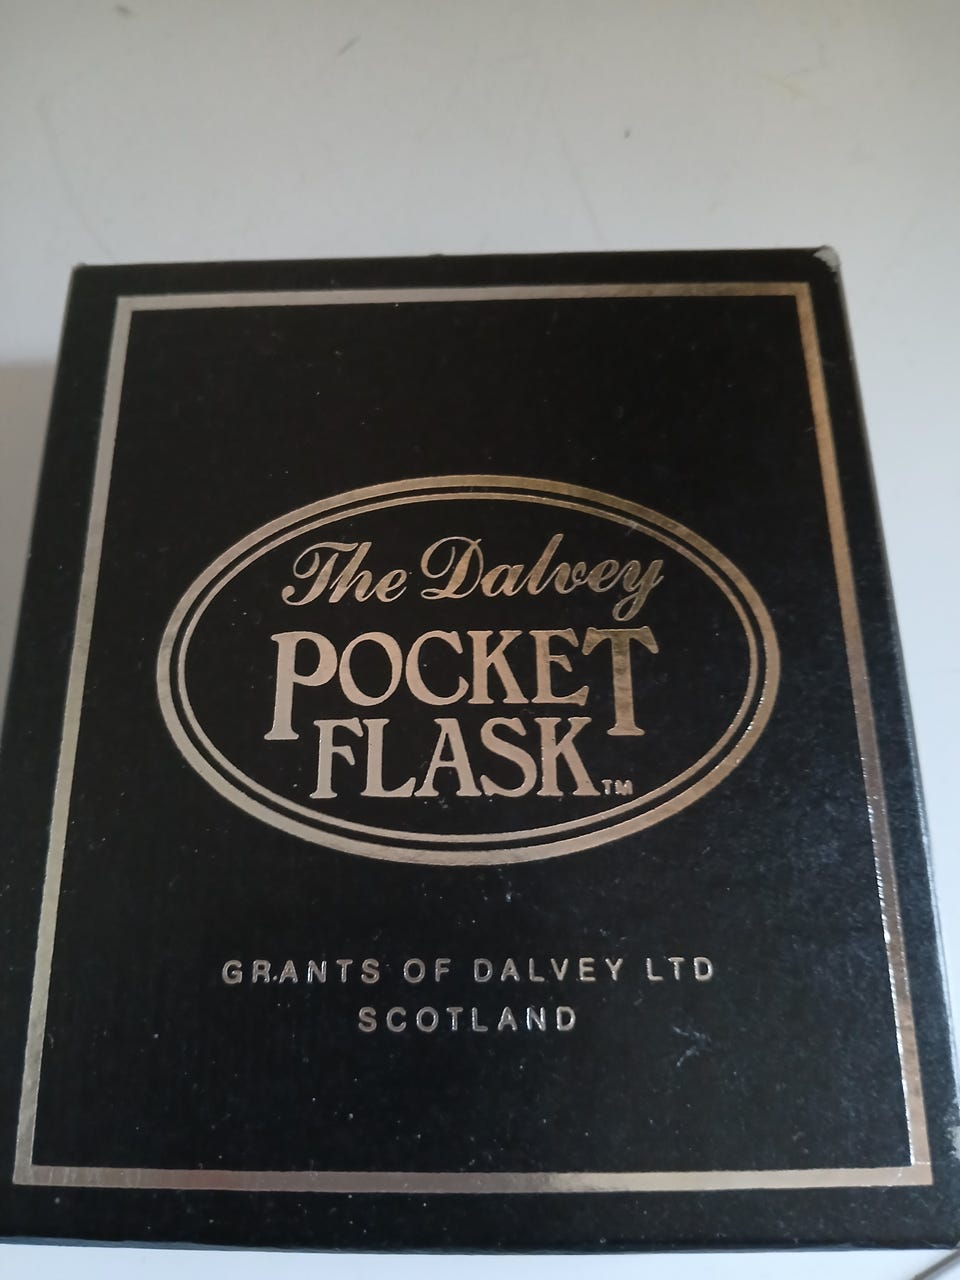 The Dalvey
POCKET
FLASK™
GRANTS OF DALVEY LTD
SCOTLAND